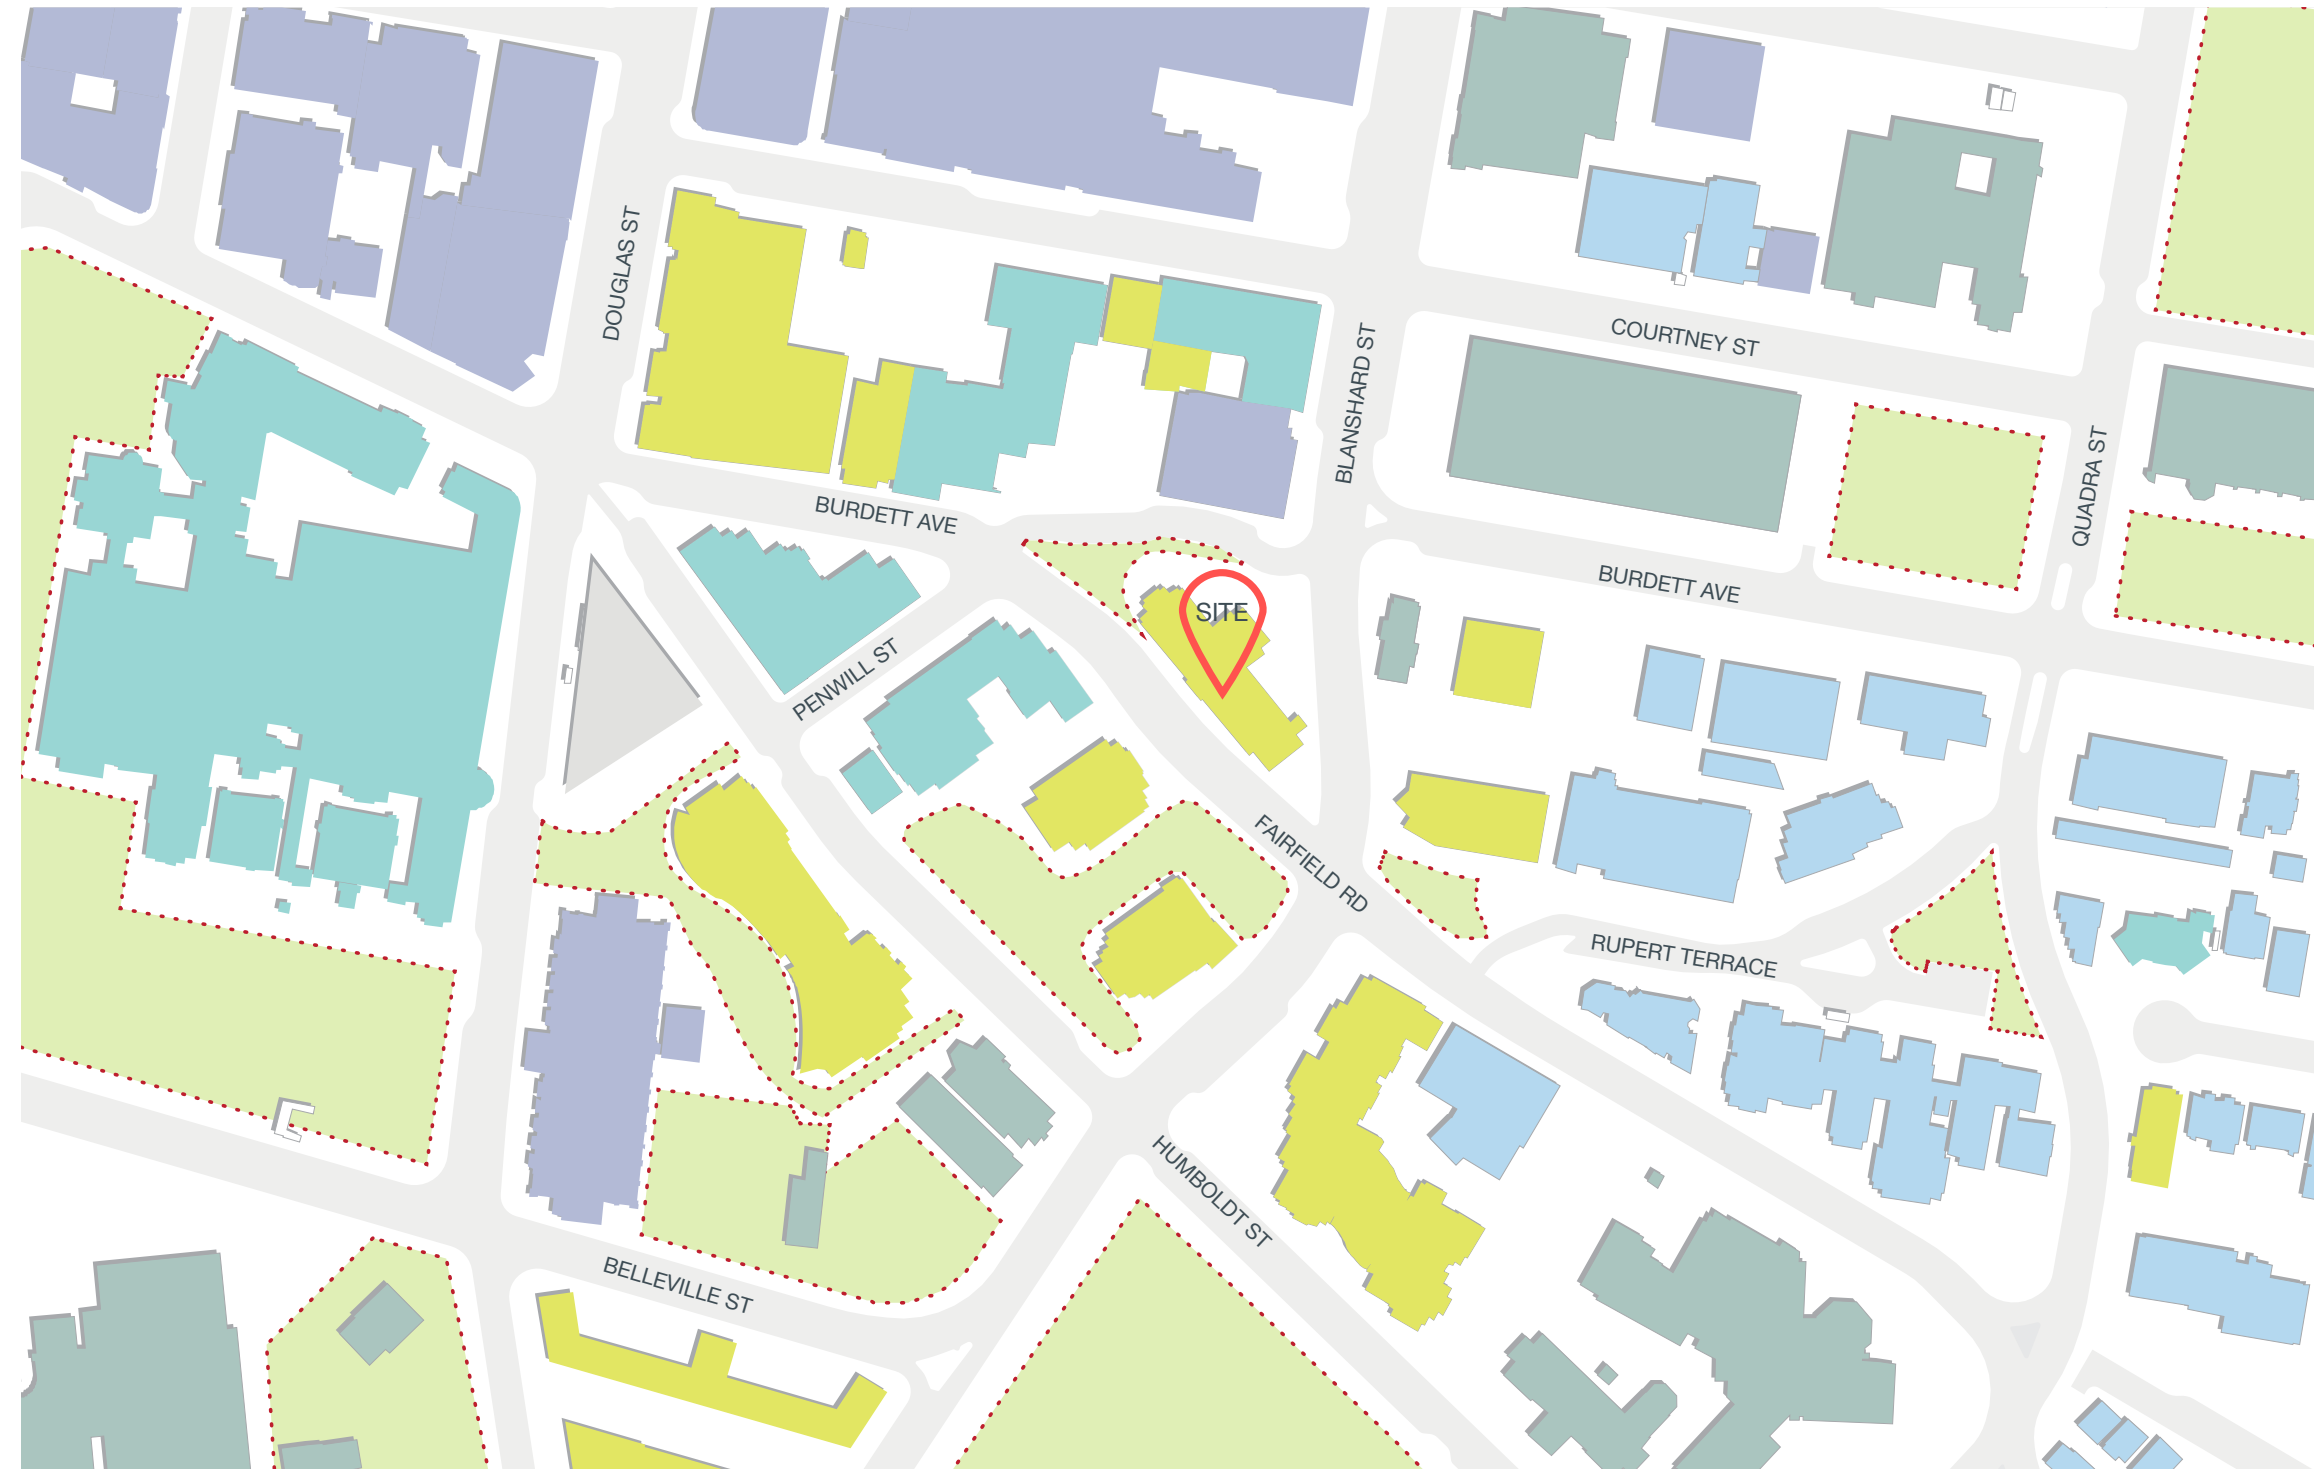 DOUGLAS ST
COURTNEY ST
BLANSHARD ST
QUADRA ST
BURDETT AVE
BURDETT AVE
SITE
PENWILL ST
FAIRFIELD RD
RUPERT TERRACE
HUMBOLDT ST
BELLEVILLE ST